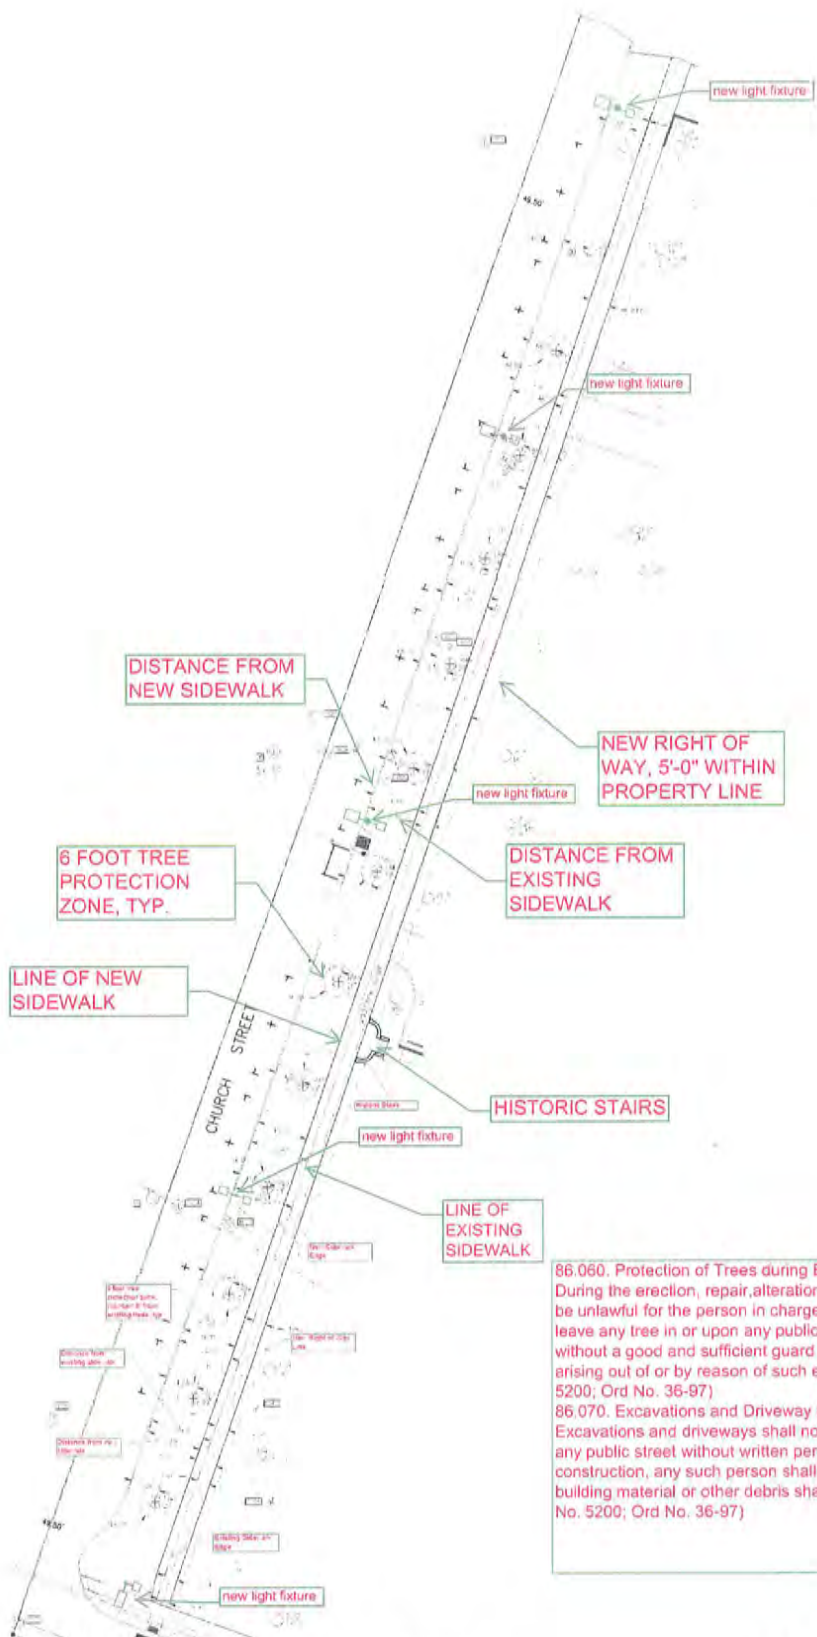 new light fixture
49.50'
new light fixture
DISTANCE FROM
NEW SIDEWALK
NEW RIGHT OF
WAY, 5'-0" WITHIN
PROPERTY LINE
new light fixture
6 FOOT TREE
PROTECTION
ZONE, TYP.
DISTANCE FROM
EXISTING
SIDEWALK
LINE OF NEW
SIDEWALK
CHURCH STREET
Historic Stairs
HISTORIC STAIRS
new light fixture
LINE OF
EXISTING
SIDEWALK
86.060. Protection of Trees during E
During the erection, repair,alteration
be unlawful for the person in charge
leave any tree in or upon any public
without a good and sufficient guard
arising out of or by reason of such e
5200; Ord No. 36-97)
86.070. Excavations and Driveway
Excavations and driveways shall no
any public street without written per
construction, any such person shall
building material or other debris sha
No. 5200; Ord No. 36-97)
49.50'
new light fixture